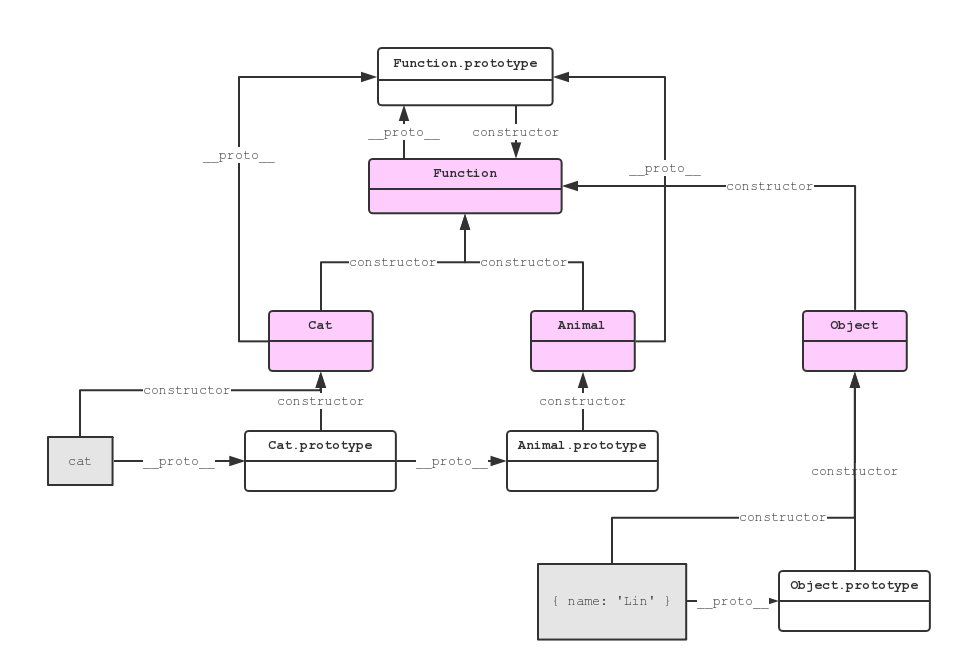 Function.prototype
__proto__
constructor
__proto__
__proto__
Function
constructor
constructor
constructor
Cat
Animal
Object
constructor
constructor
constructor
Cat.prototype
Animal.prototype
cat
__proto__
__proto__
constructor
constructor
Object.prototype
{ name: 'Lin' }
__proto__